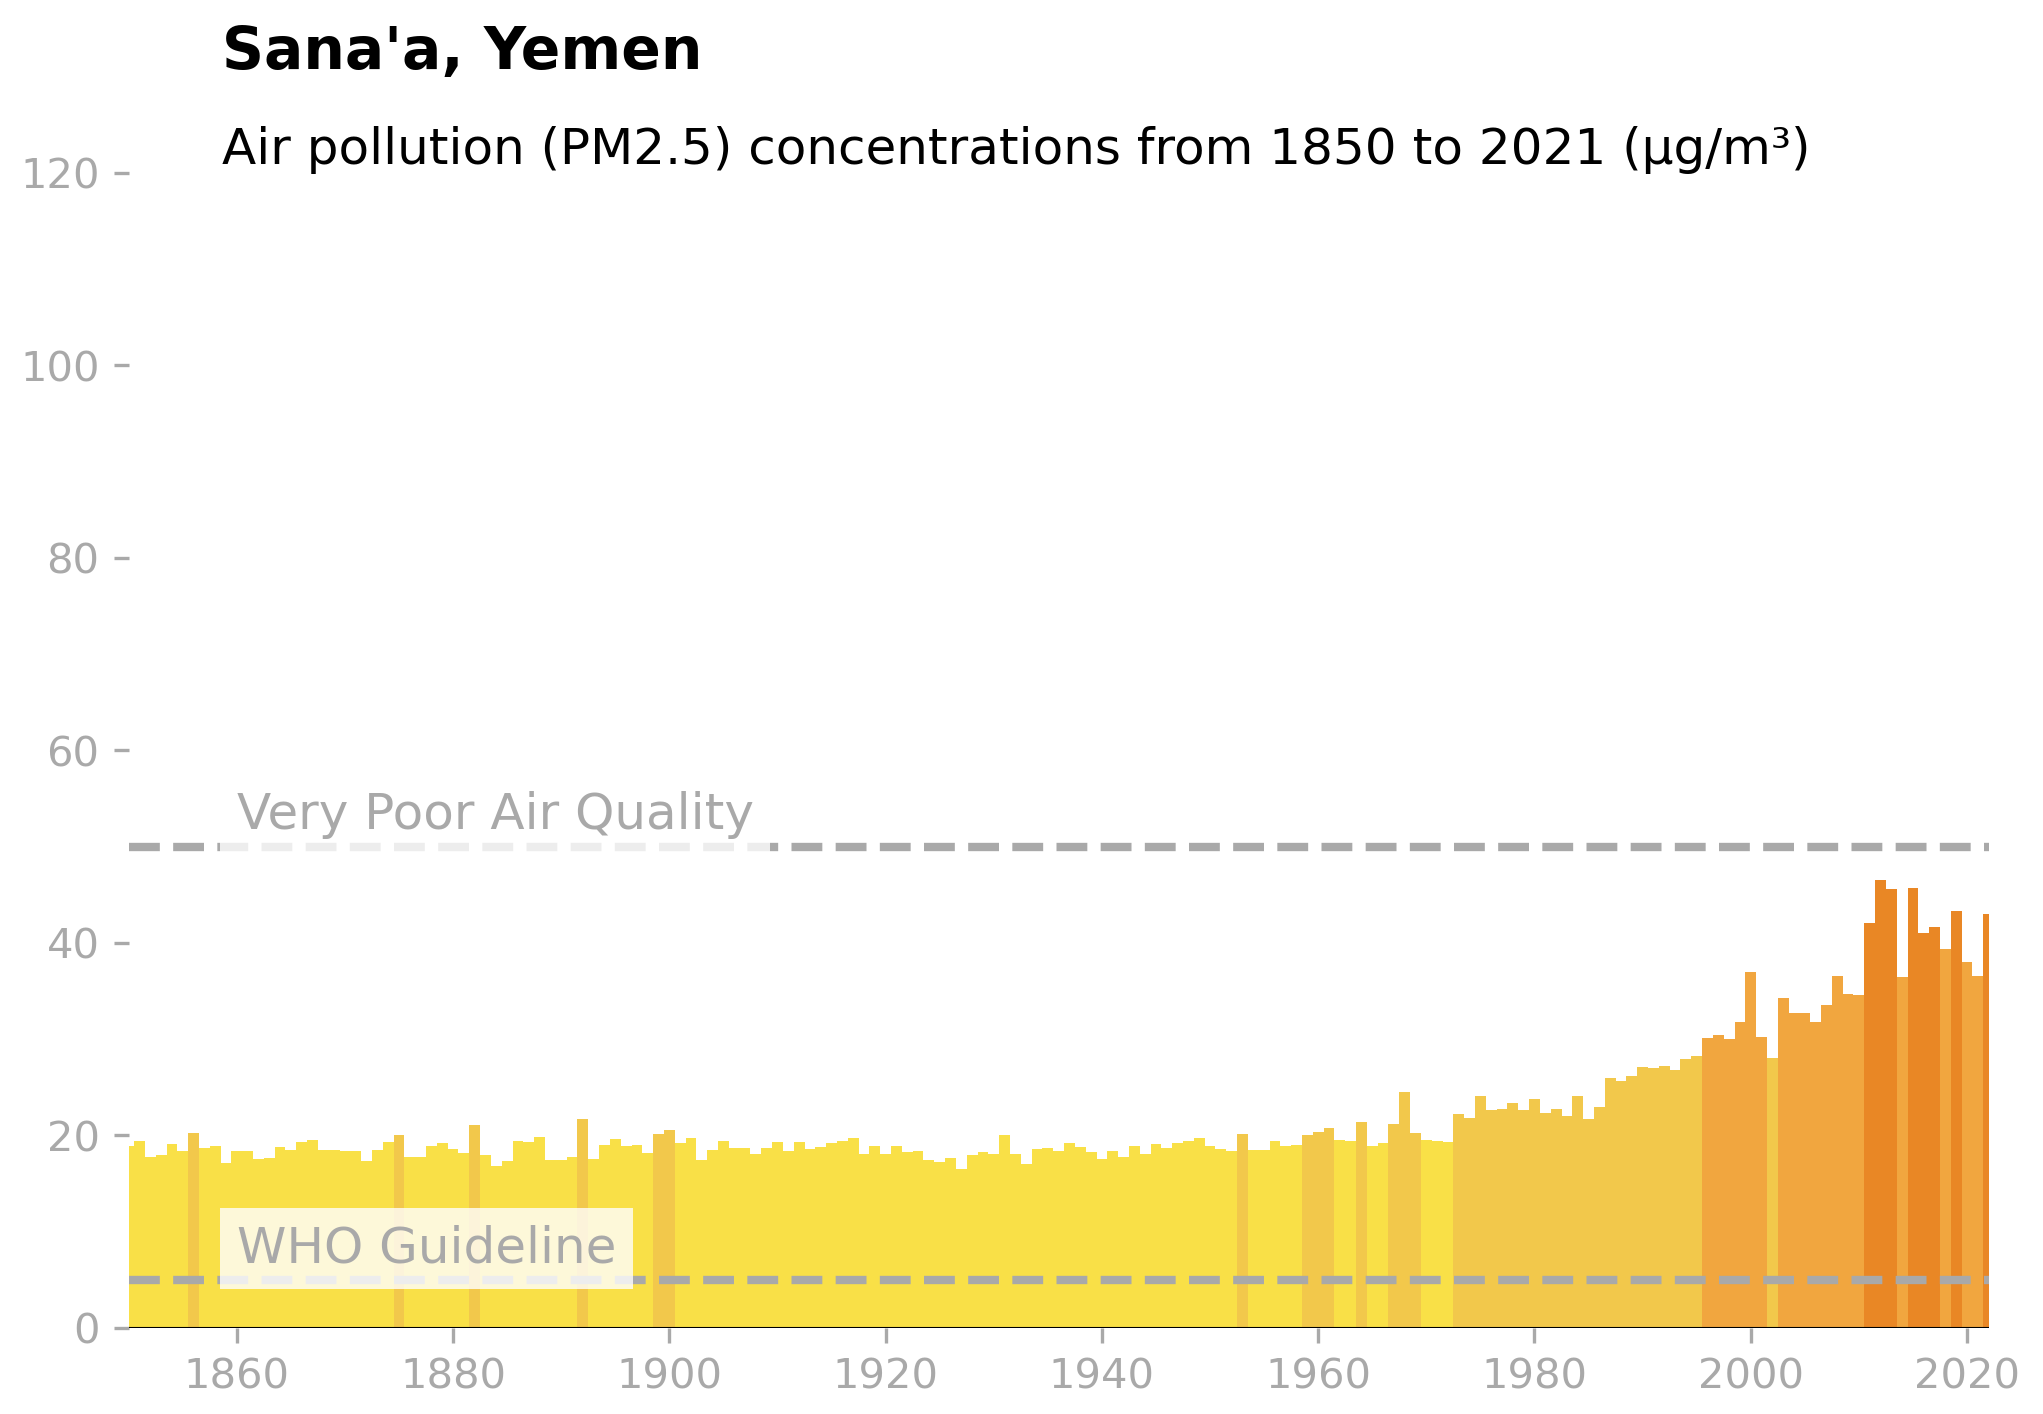 Sana'a, Yemen
Air pollution (PM2.5) concentrations from 1850 to 2021 (µg/m³)
120
100
80
60
Very Poor Air Quality
40
20
WHO Guideline
0
1860 1880 1900 1920 1940 1960 1980 2000 2020